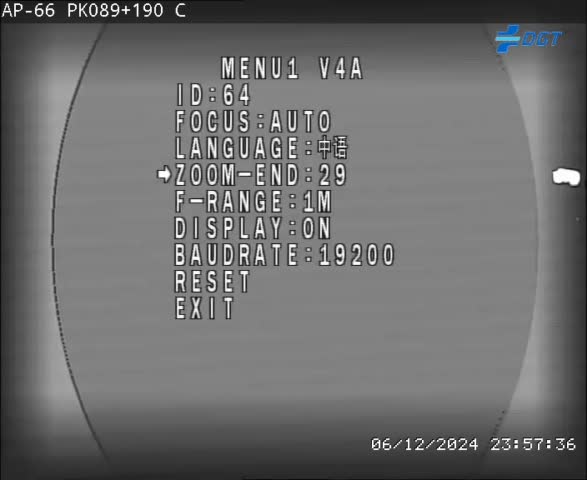 AP-66 PK089+190 C
DGT
MENU1 V4A
ID:64
FOCUS:AUTO
LANGUAGE:中语
ZOOM-END:29
F-RANGE:1M
DISPLAY:ON
BAUDRATE:19200
RESET
EXIT
06/12/2024 23:57:36